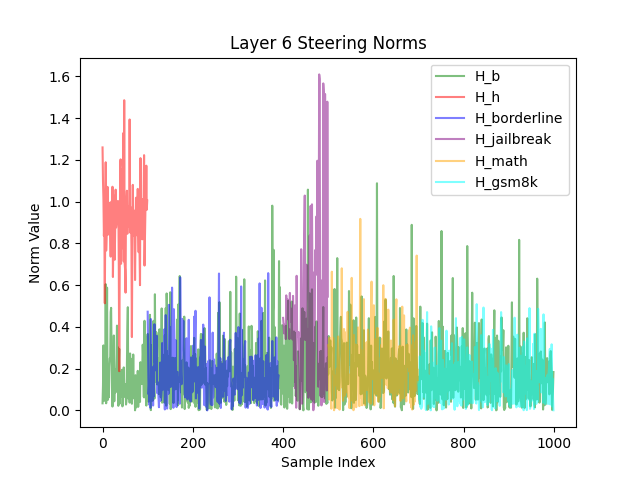 Layer 6 Steering Norms
Norm Value
1.6
1.4
1.2
1.0
0.8
0.6
0.4
0.2
0.0
H_b
H_h
H_borderline
H_jailbreak
H_math
H_gsm8k
0
200
400
600
800
1000
Sample Index